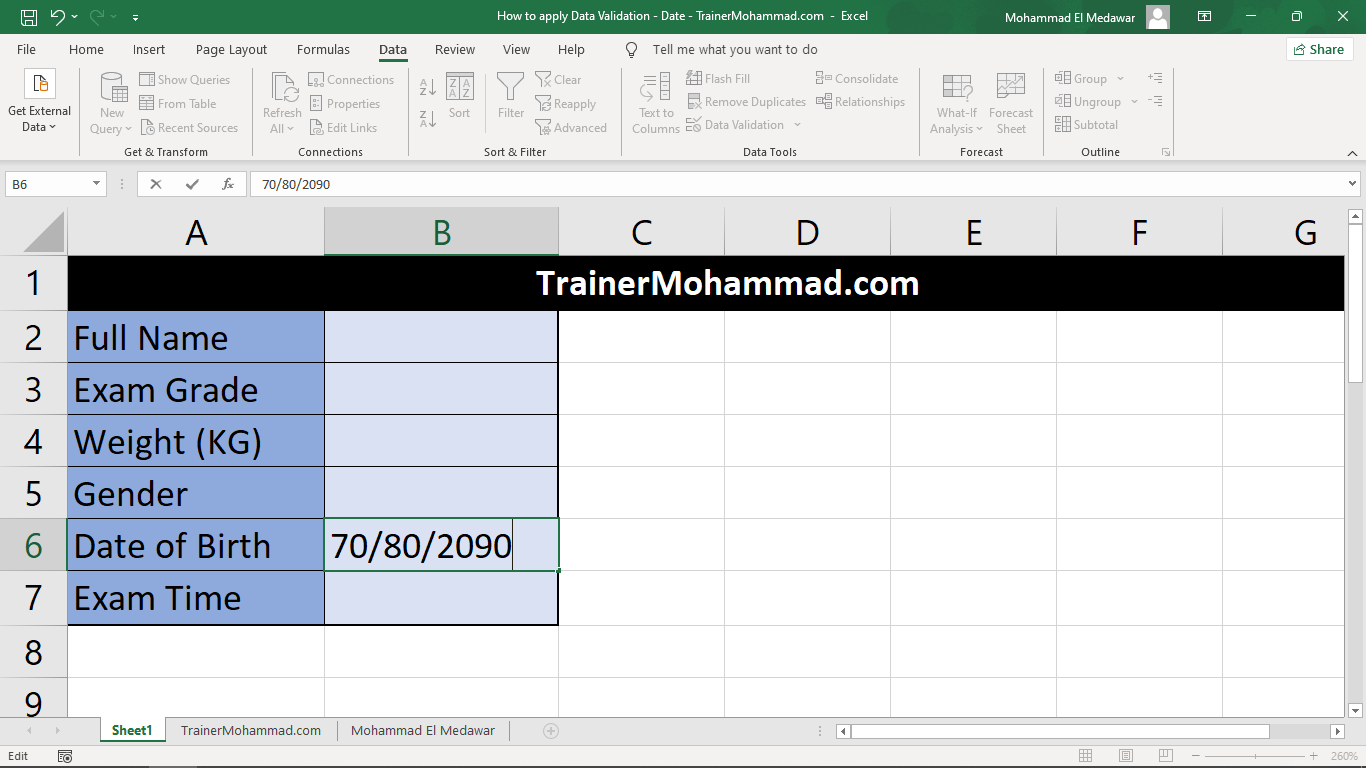 How to apply Data Validation - Date - TrainerMohammad.com - Excel
Mohammad El Medawar
File Home Insert Page Layout Formulas Data Review View Help Tell me what you want to do Share
Get External Data
New Query
Show Queries
From Table
Recent Sources
Get & Transform
Refresh All
Connections
Properties
Edit Links
Connections
Sort
Filter
Clear
Reapply
Advanced
Sort & Filter
Text to Columns
Flash Fill
Remove Duplicates
Data Validation
Consolidate
Relationships
Data Tools
What-If Analysis
Forecast Sheet
Forecast
Group
Ungroup
Subtotal
Outline
B6 fx 70/80/2090
A B C D E F G
1 TrainerMohammad.com
2 Full Name
3 Exam Grade
4 Weight (KG)
5 Gender
6 Date of Birth 70/80/2090
7 Exam Time
8
9
Sheet1 TrainerMohammad.com Mohammad El Medawar
Edit 260%